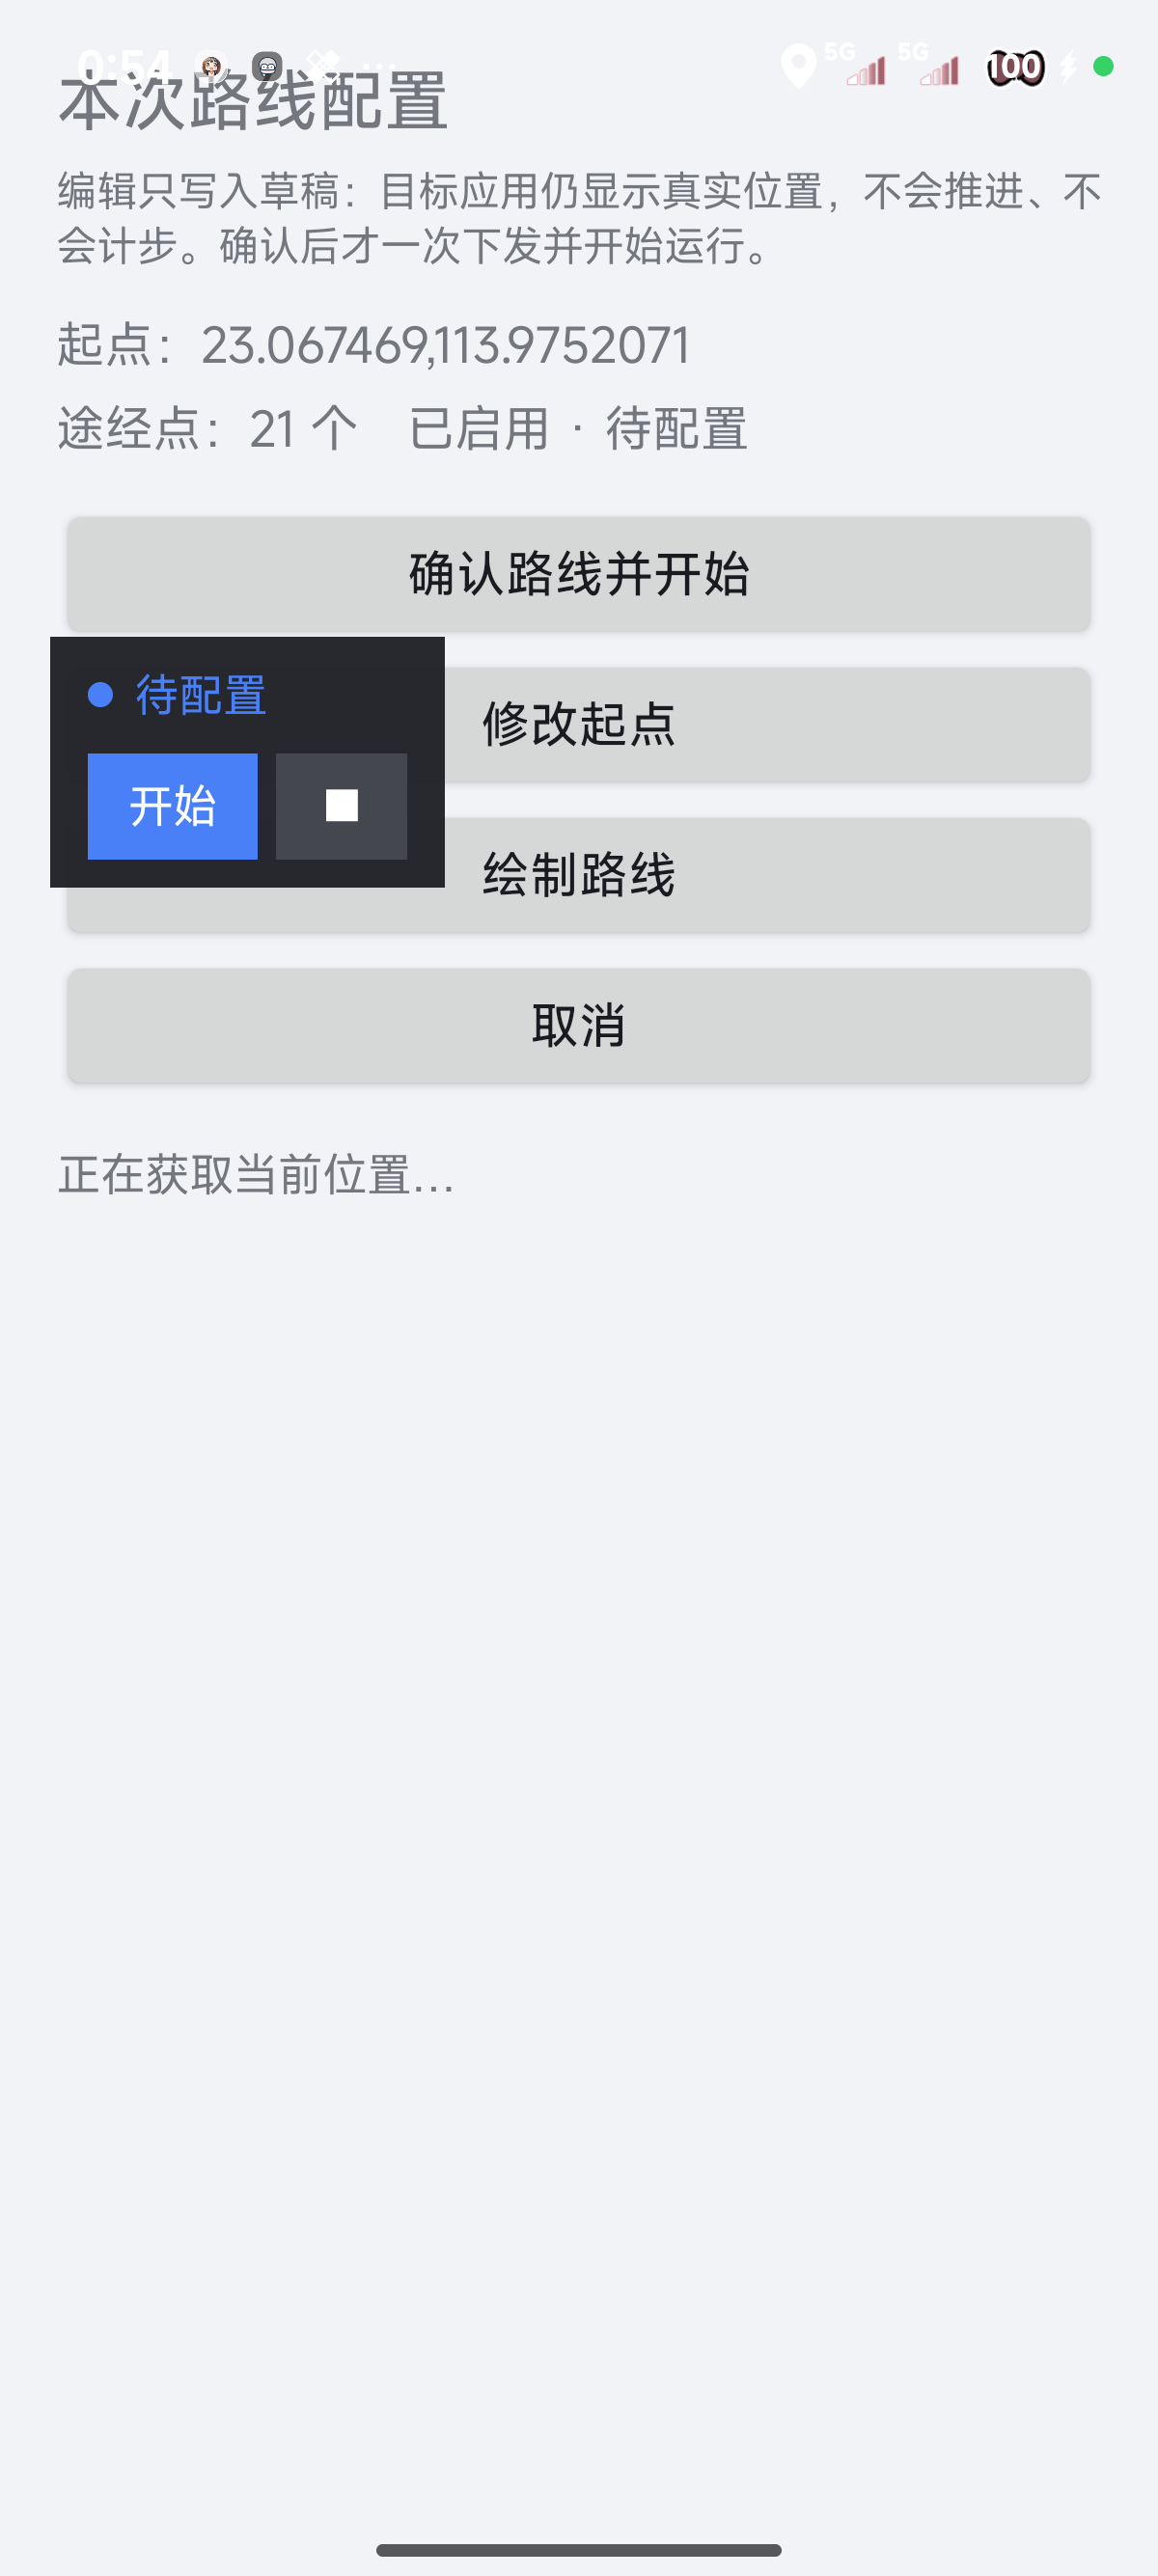 0:54
5G
5G
100
本次路线配置
编辑只写入草稿：目标应用仍显示真实位置，不会推进、不
会计步。确认后才一次下发并开始运行。
起点：23.067469,113.9752071
途经点：21 个　已启用 · 待配置
确认路线并开始
待配置
修改起点
开始
绘制路线
取消
正在获取当前位置...